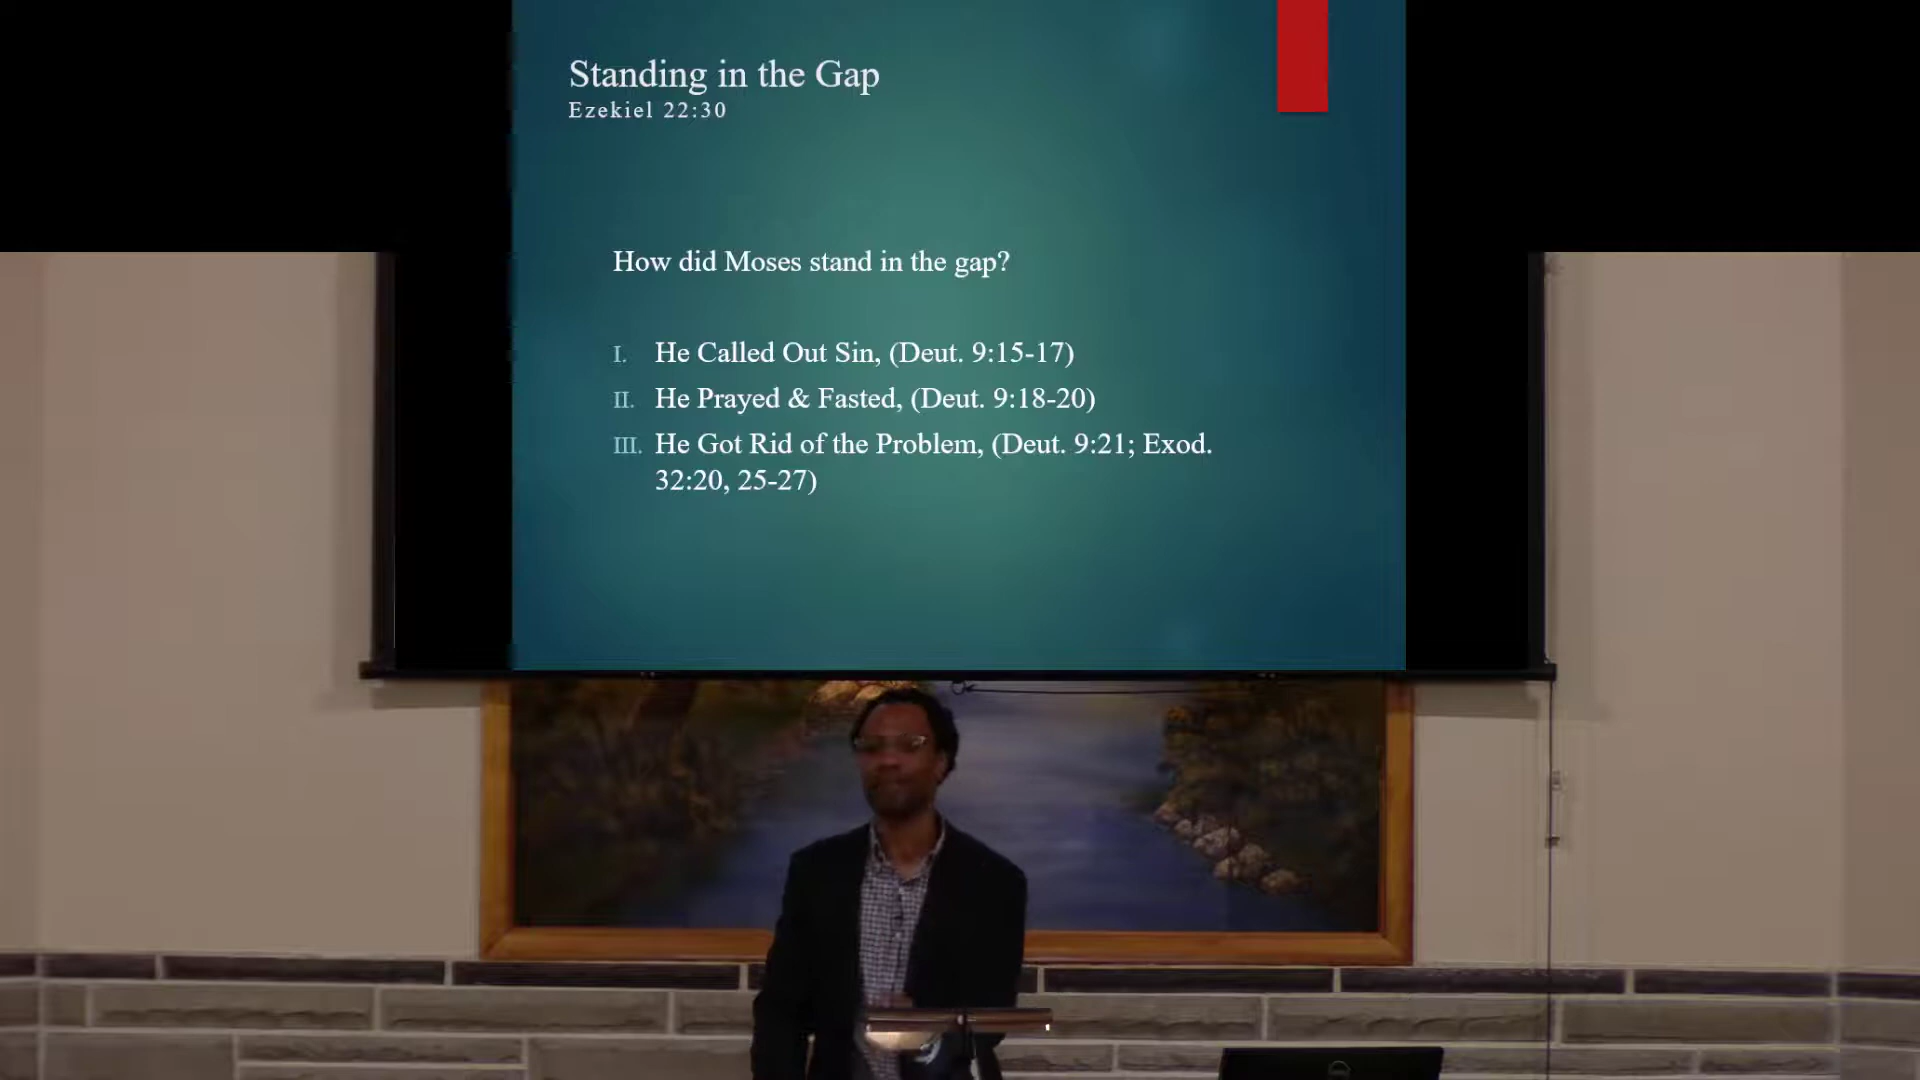 Standing in the Gap
Ezekiel 22:30
How did Moses stand in the gap?
I. He Called Out Sin, (Deut. 9:15-17)
II. He Prayed & Fasted, (Deut. 9:18-20)
III. He Got Rid of the Problem, (Deut. 9:21; Exod.
32:20, 25-27)